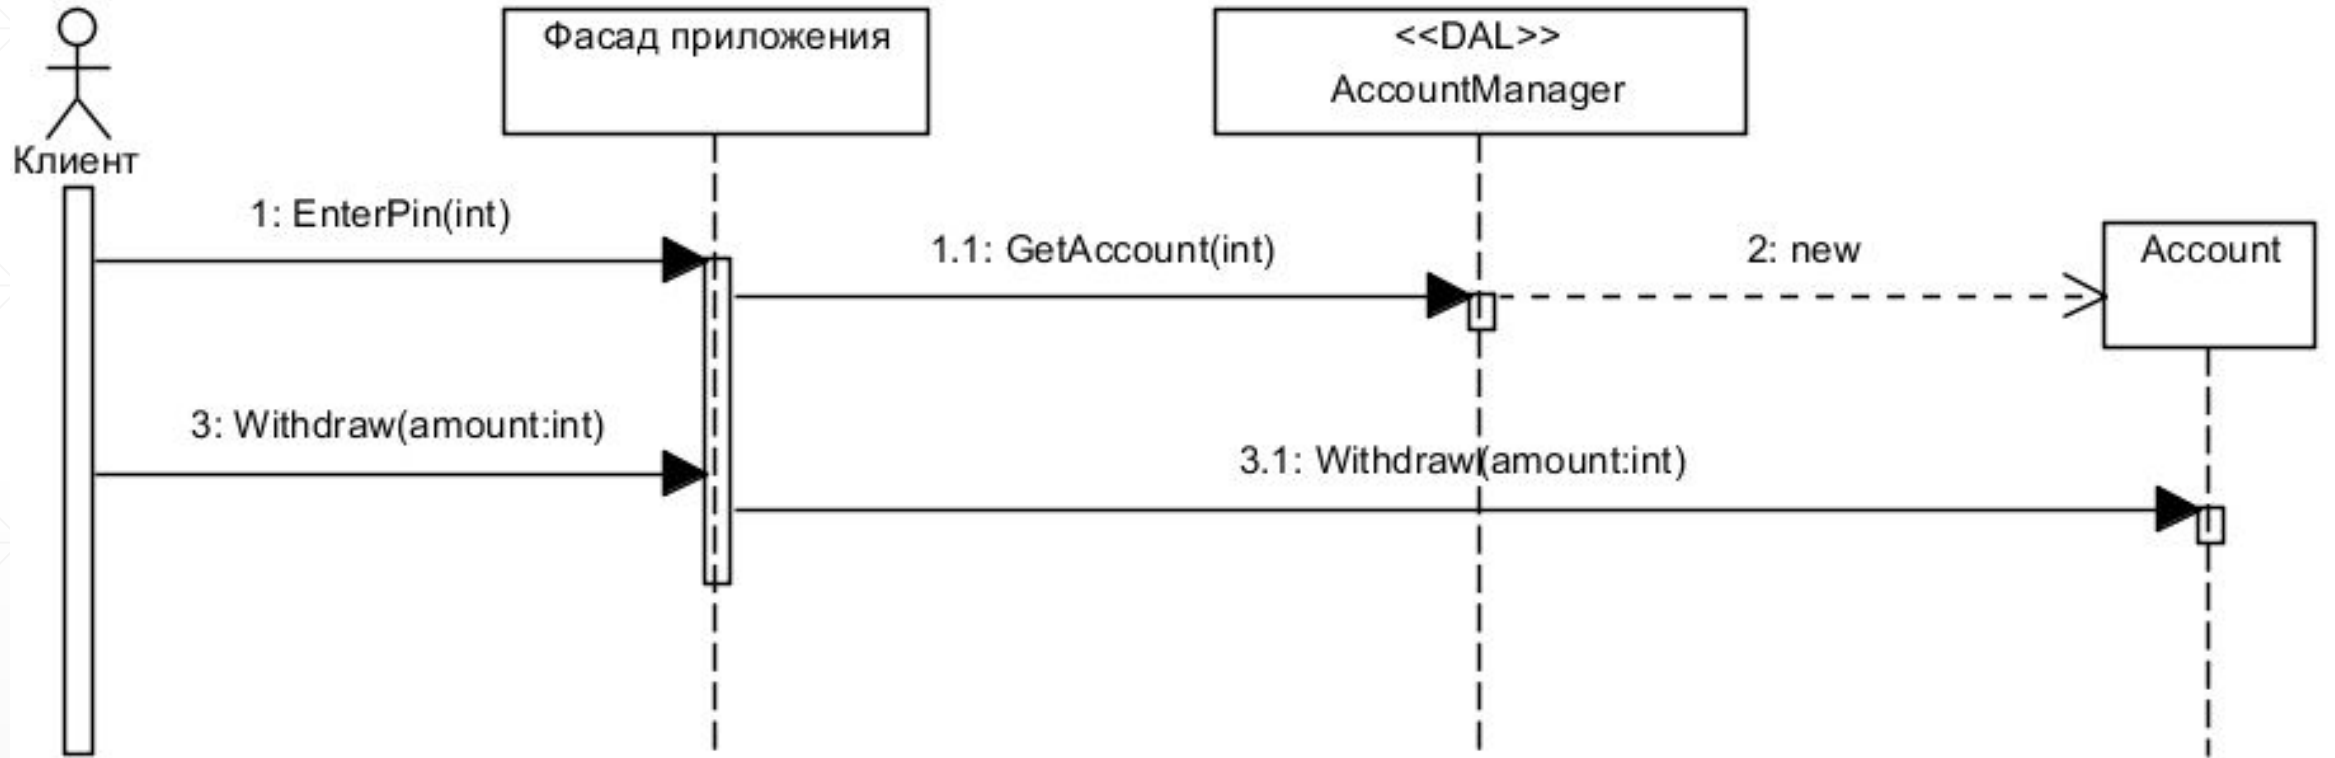 Фасад приложения
<<DAL>>
AccountManager
Клиент
1: EnterPin(int)
1.1: GetAccount(int)
2: new
Account
3: Withdraw(amount:int)
3.1: Withdraw(amount:int)